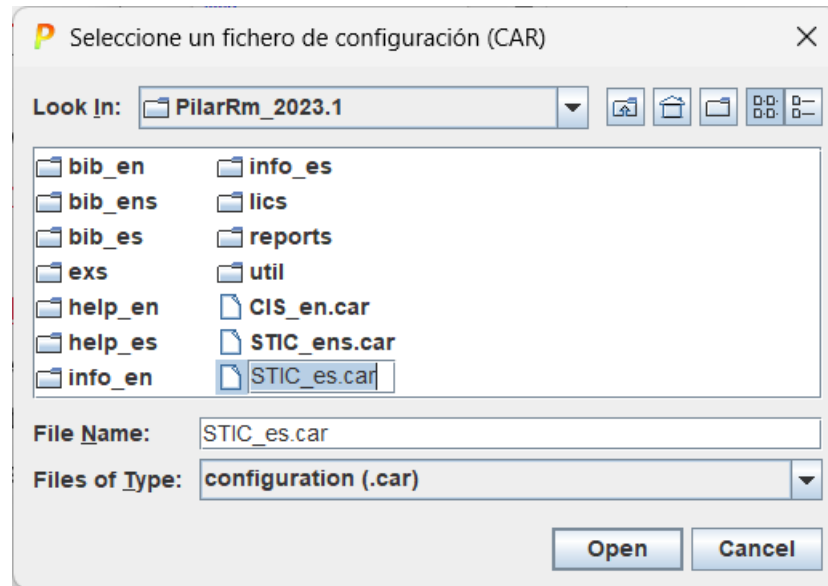 P Seleccione un fichero de configuración (CAR)
Look In: PilarRm_2023.1
bib_en info_es
bib_ens lics
bib_es reports
exs util
help_en CIS_en.car
help_es STIC_ens.car
info_en STIC_es.car
File Name: STIC_es.car
Files of Type: configuration (.car)
Open Cancel